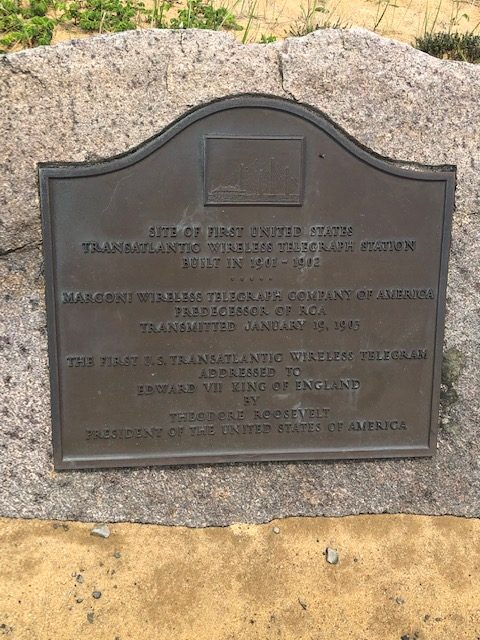 SITE OF FIRST UNITED STATES
TRANSATLANTIC WIRELESS TELEGRAPH STATION
BUILT IN 1901 - 1902
.....
MARCONI WIRELESS TELEGRAPH COMPANY OF AMERICA
PREDECESSOR OF RCA
TRANSMITTED JANUARY 19, 1903
THE FIRST U.S. TRANSATLANTIC WIRELESS TELEGRAM
ADDRESSED TO
EDWARD VII KING OF ENGLAND
BY
THEODORE ROOSEVELT
PRESIDENT OF THE UNITED STATES OF AMERICA